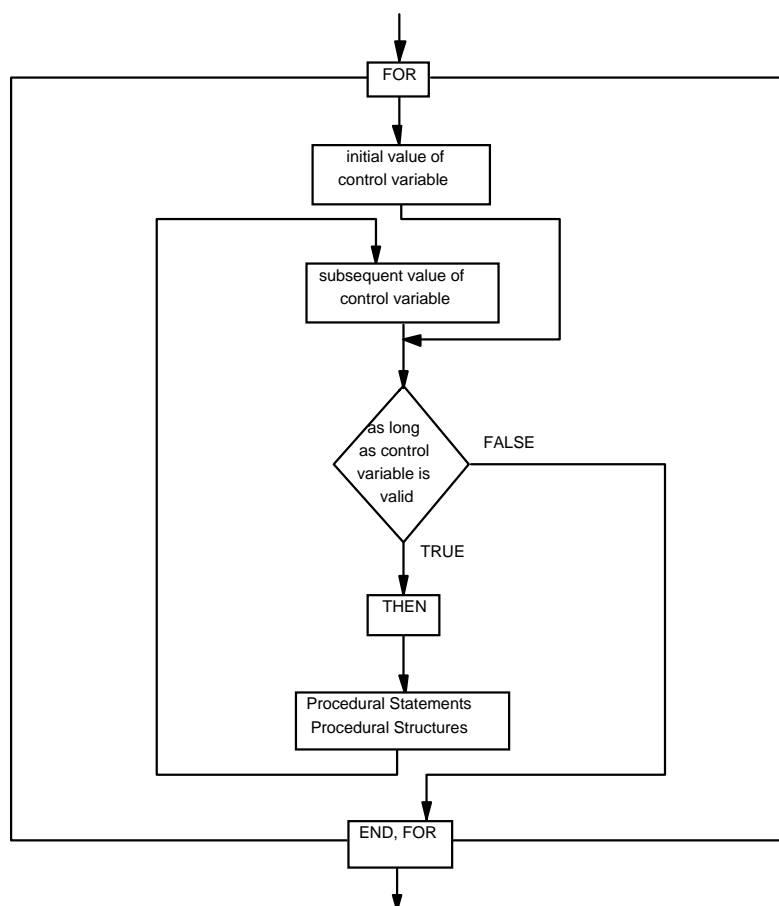 FOR
initial value of
control variable
subsequent value of
control variable
as long
as control
variable is
valid
FALSE
TRUE
THEN
Procedural Statements
Procedural Structures
END, FOR